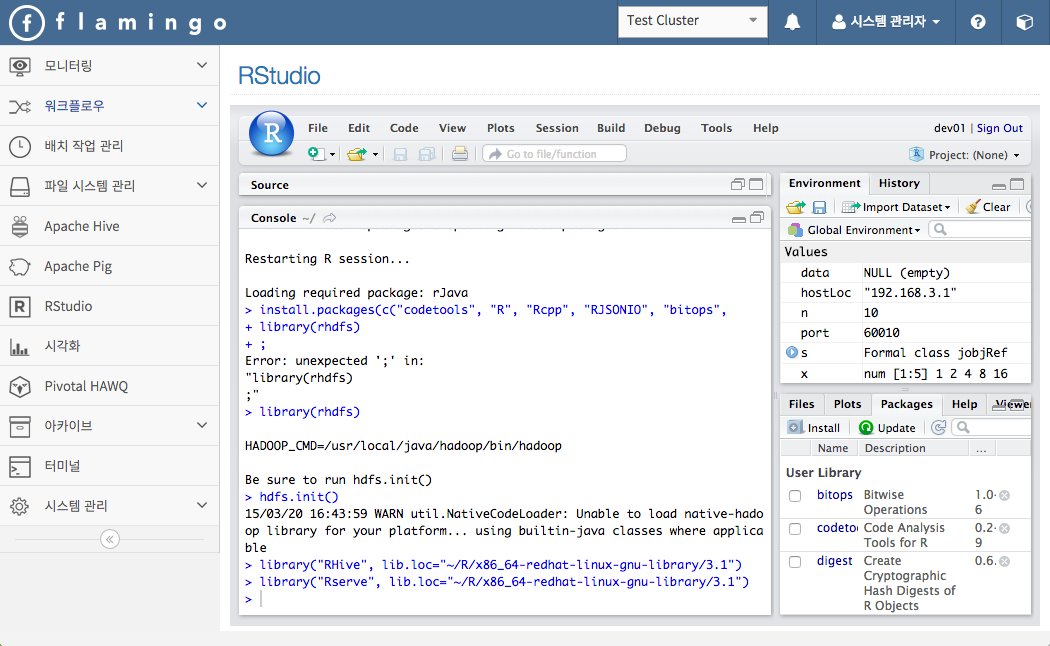 flamingo
Test Cluster
시스템 관리자
모니터링
워크플로우
배치 작업 관리
파일 시스템 관리
Apache Hive
Apache Pig
RStudio
시각화
Pivotal HAWQ
아카이브
터미널
시스템 관리
RStudio
File Edit Code View Plots Session Build Debug Tools Help
dev01 | Sign Out
Go to file/function
Project: (None)
Source
Console ~/
Restarting R session...
Loading required package: rJava
> install.packages(c("codetools", "R", "Rcpp", "RJSONIO", "bitops",
+ library(rhdfs)
+ ;
Error: unexpected ';' in:
"library(rhdfs)
;"
> library(rhdfs)
HADOOP_CMD=/usr/local/java/hadoop/bin/hadoop
Be sure to run hdfs.init()
> hdfs.init()
15/03/20 16:43:59 WARN util.NativeCodeLoader: Unable to load native-hado
op library for your platform... using builtin-java classes where applica
ble
> library("RHive", lib.loc="~/R/x86_64-redhat-linux-gnu-library/3.1")
> library("Rserve", lib.loc="~/R/x86_64-redhat-linux-gnu-library/3.1")
>
Environment History
Import Dataset Clear
Global Environment
Values
data NULL (empty)
hostLoc "192.168.3.1"
n 10
port 60010
s Formal class jobjRef
x num [1:5] 1 2 4 8 16
Files Plots Packages Help Viewer
Install Update
Name Description ...
User Library
bitops Bitwise 1.0-
Operations 6
codeto Code Analysis 0.2-
Tools for R 9
digest Create 0.6.
Cryptographic
Hash Digests of
R Objects